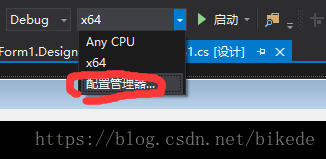 Debug x64 启动
Any CPU
Form1.Design 1.cs [设计]
x64
配置管理器...
https://blog.csdn.net/bikede